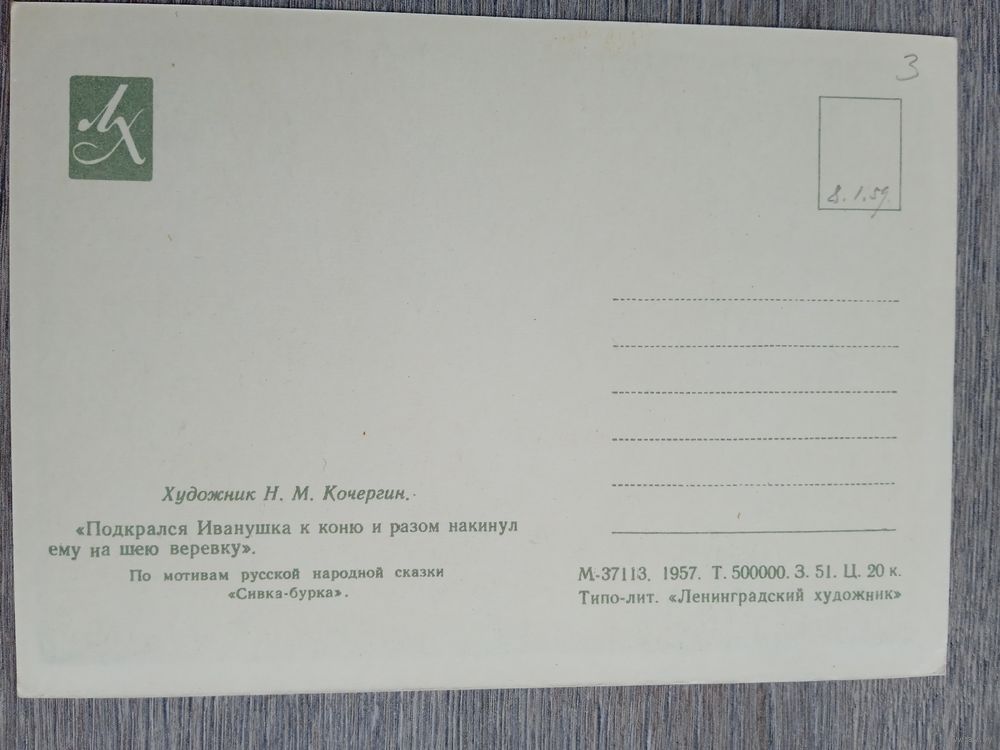 ЛХ
3
8.1.59.
Художник Н. М. Кочергин.
«Подкрался Иванушка к коню и разом накинул
ему на шею веревку».
По мотивам русской народной сказки
«Сивка-бурка».
М-37113. 1957. Т. 500000. З. 51. Ц. 20 к.
Типо-лит. «Ленинградский художник»